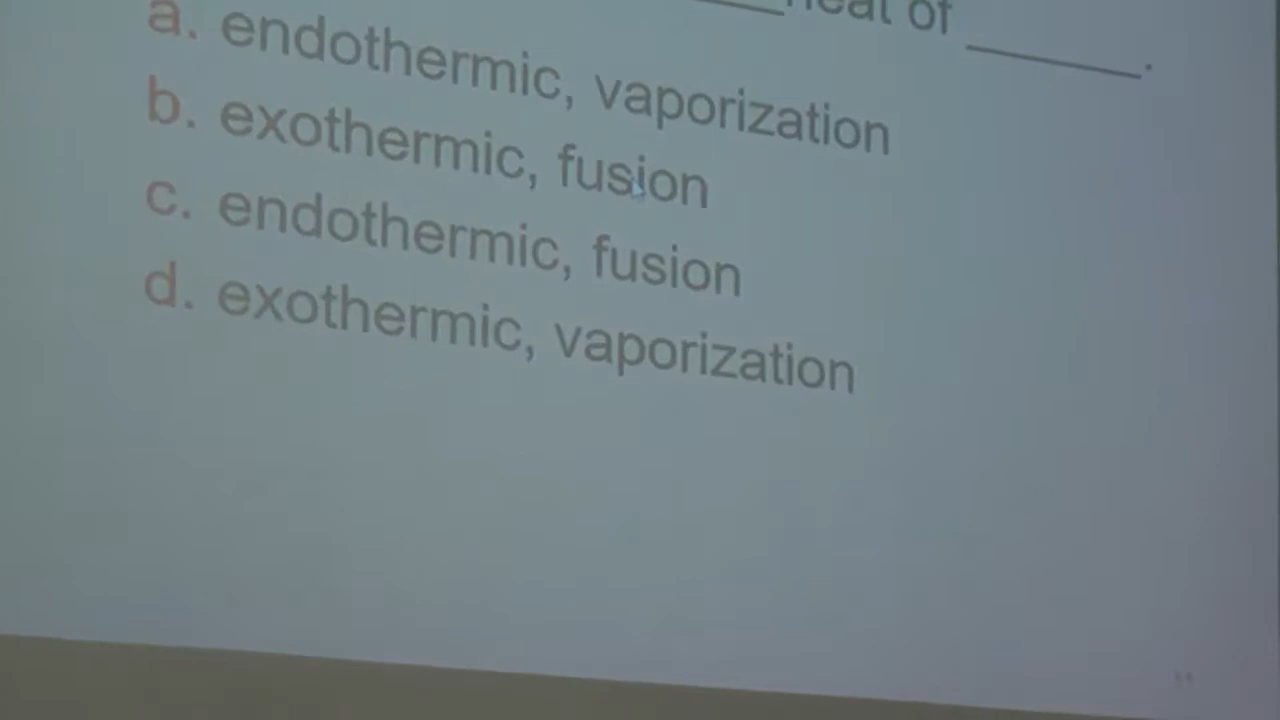 heat of ______.
a. endothermic, vaporization
b. exothermic, fusion
c. endothermic, fusion
d. exothermic, vaporization